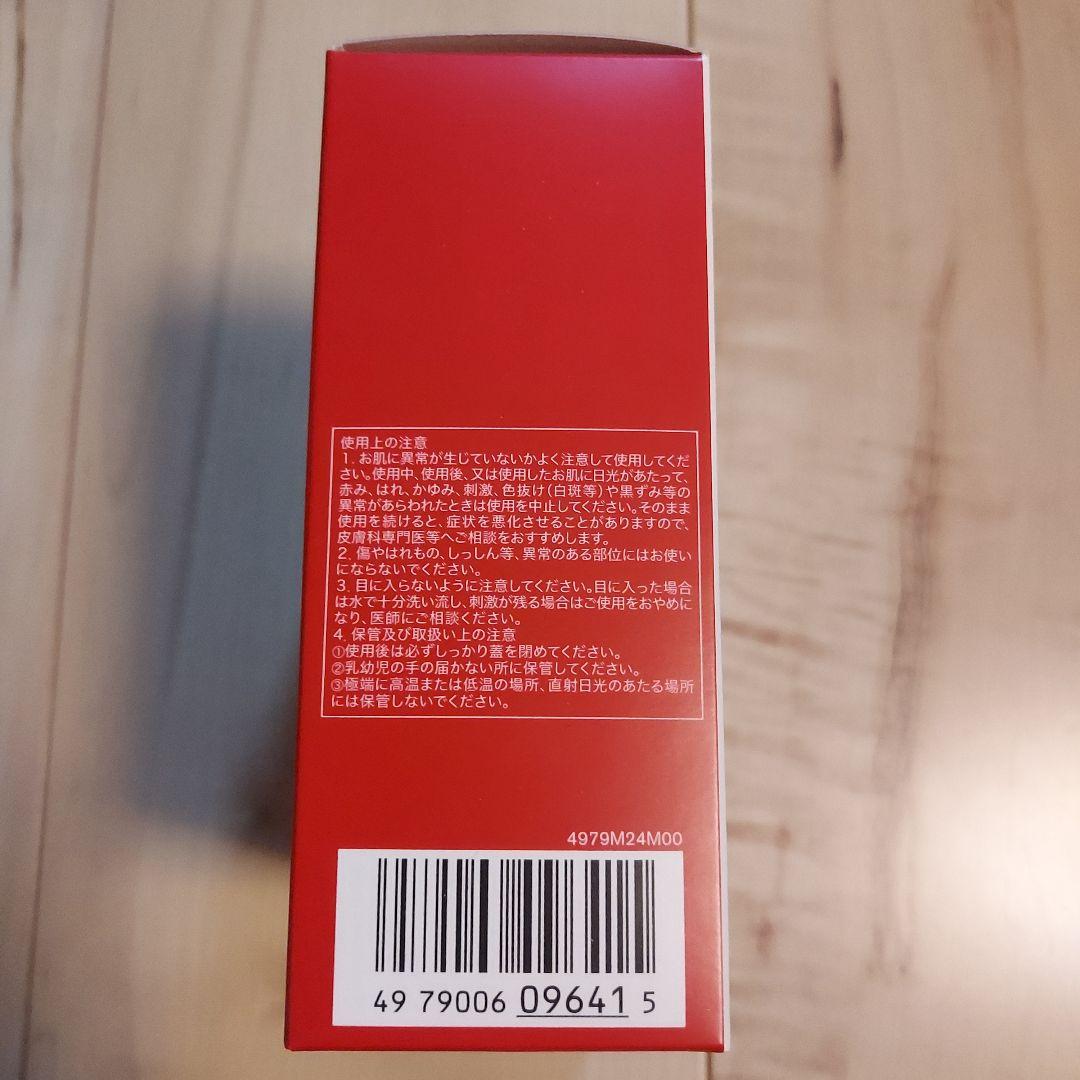 使用上の注意
1. お肌に異常が生じていないかよく注意して使用してくだ
さい。使用中、使用後、又は使用したお肌に日光があたって、
赤み、はれ、かゆみ、刺激、色抜け(白斑等)や黒ずみ等の
異常があらわれたときは使用を中止してください。そのまま
使用を続けると、症状を悪化させることがありますので、
皮膚科専門医等へご相談をおすすめします。
2. 傷やはれもの、しっしん等、異常のある部位にはお使い
にならないでください。
3. 目に入らないように注意してください。目に入った場合
は水で十分洗い流し、刺激が残る場合はご使用をおやめに
なり、医師にご相談ください。
4. 保管及び取扱い上の注意
①使用後は必ずしっかり蓋を閉めてください。
②乳幼児の手の届かない所に保管してください。
③極端に高温または低温の場所、直射日光のあたる場所
には保管しないでください。
4979M24M00
49 79006 09641 5